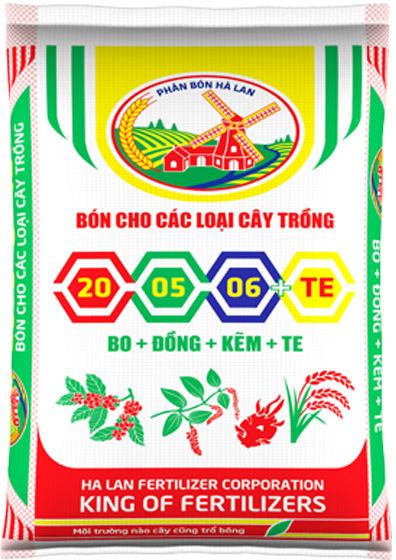 PHÂN BÓN HÀ LAN
BÓN CHO CÁC LOẠI CÂY TRỒNG
20 05 06 + TE
BO + ĐỒNG + KẼM + TE
HA LAN FERTILIZER CORPORATION
KING OF FERTILIZERS
Môi trường nào cây cũng trổ bông
BÓN CHO CÁC LOẠI CÂY TRỒNG
BO + ĐỒNG + KẼM + TE